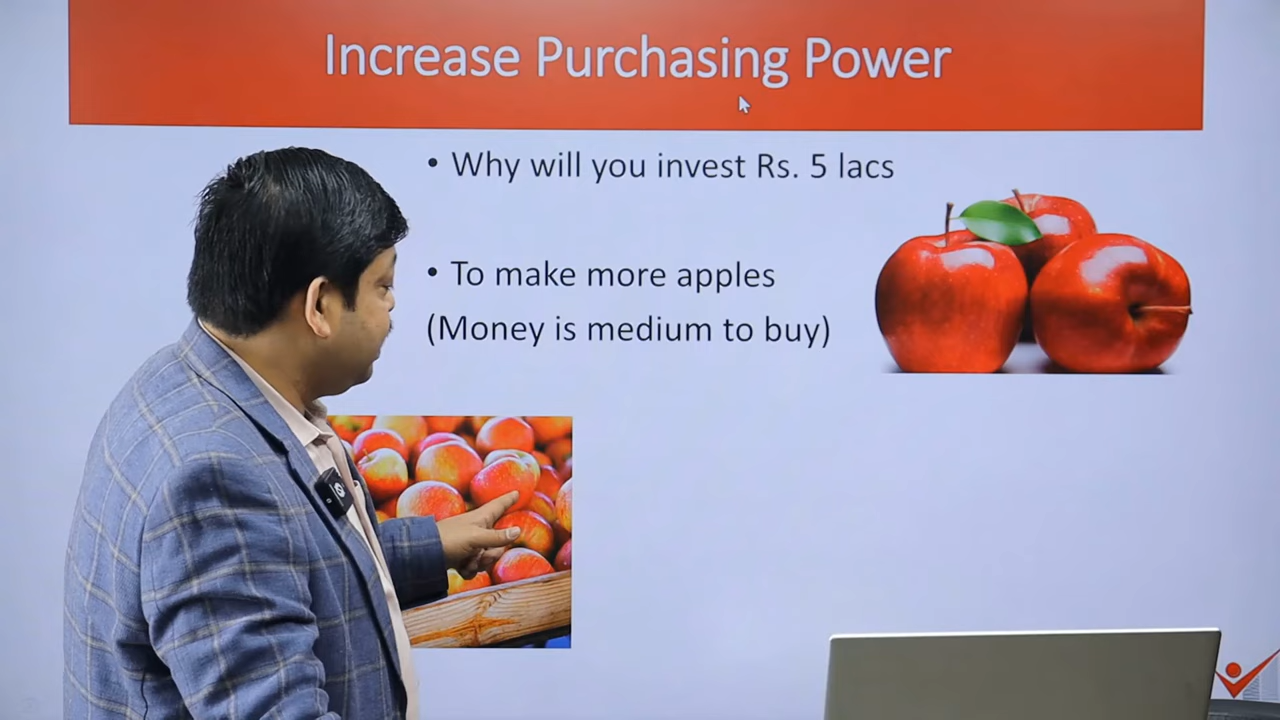 Increase Purchasing Power
• Why will you invest Rs. 5 lacs
• To make more apples
(Money is medium to buy)